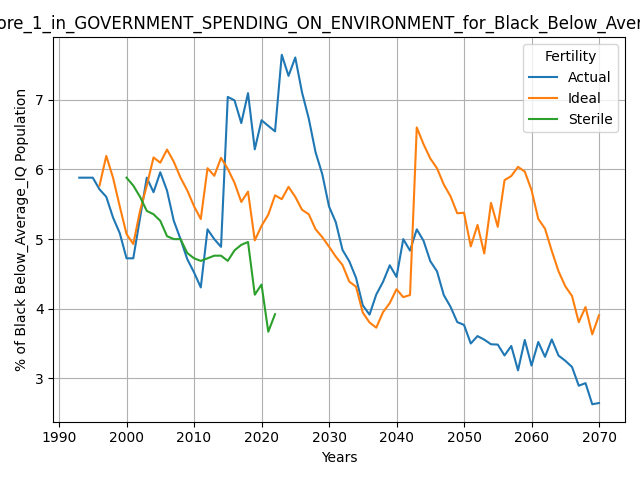 ore_1_in_GOVERNMENT_SPENDING_ON_ENVIRONMENT_for_Black_Below_Aver
Fertility
Actual
Ideal
Sterile
% of Black Below_Average_IQ Population
7
6
5
4
3
1990 2000 2010 2020 2030 2040 2050 2060 2070
Years